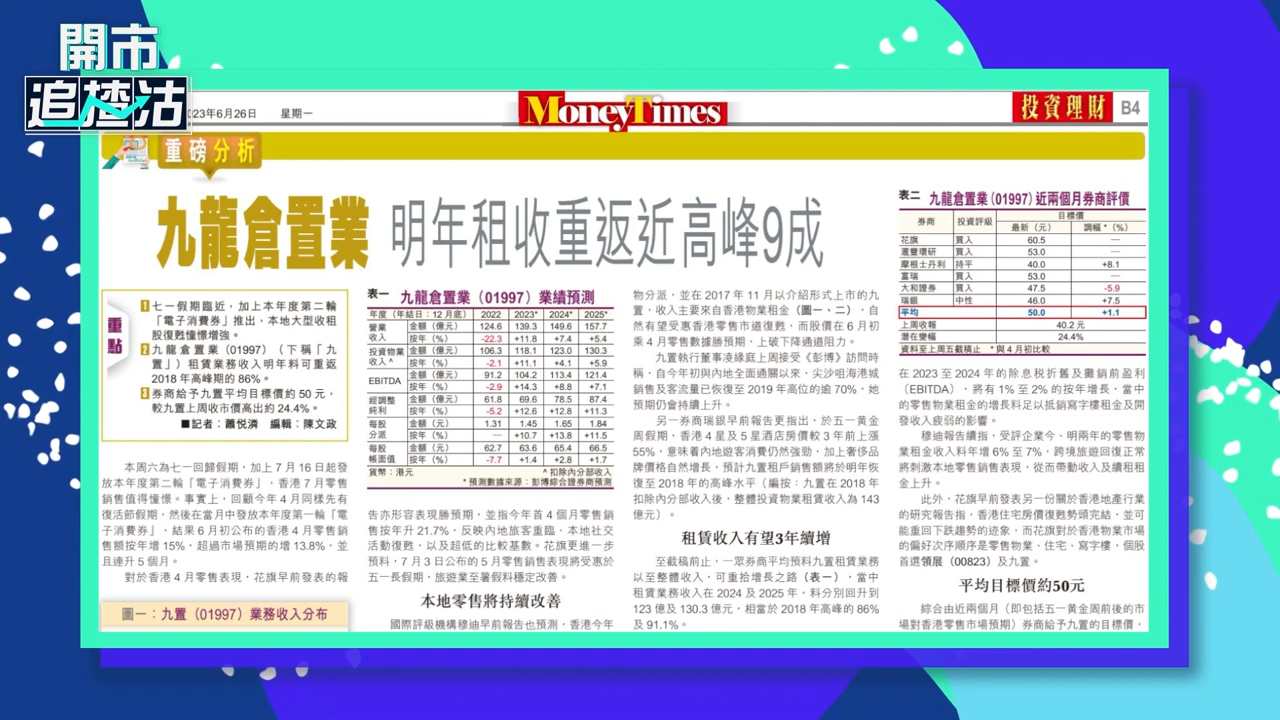 開市
追揸沽
023年6月26日 星期一
MoneyTimes
投資理財 B4
重磅分析
九龍倉置業 明年租收重返近高峰9成
重點
1 七一假期臨近，加上本年度第二輪
「電子消費券」推出，本地大型收租
股復甦憧憬增強。
2 九龍倉置業（01997）（下稱「九
置」）租賃業務收入明年料可重返
2018年高峰期的86%。
3 券商給予九置平均目標價約50元，
較九置上周收市價高出約24.4%。
■記者：蕭悦漪 編輯：陳文政
本周六為七一回歸假期，加上7月16日起發
放本年度第二輪「電子消費券」，香港7月零售
銷售值得憧憬。事實上，回顧今年4月同樣先有
復活節假期，然後在當月中發放本年度第一輪「電
子消費券」，結果6月初公布的香港4月零售銷
售額按年增15%，超過市場預期的增13.8%，並
且連升5個月。
對於香港4月零售表現，花旗早前發表的報
圖一：九置（01997）業務收入分布
表一 九龍倉置業（01997）業績預測
年度（年結日：12月底） 2022 2023* 2024* 2025*
營業收入 金額（億元） 124.6 139.3 149.6 157.7
按年（%） -22.3 +11.8 +7.4 +5.4
投資物業收入^ 金額（億元） 106.3 118.1 123.0 130.3
按年（%） -2.1 +11.1 +4.1 +5.9
EBITDA 金額（億元） 91.2 104.2 113.4 121.4
按年（%） -2.9 +14.3 +8.8 +7.1
經調整純利 金額（億元） 61.8 69.6 78.5 87.4
按年（%） -5.2 +12.6 +12.8 +11.3
每股分派 金額（元） 1.31 1.45 1.65 1.84
按年（%） — +10.7 +13.8 +11.5
每股帳面值 金額（元） 62.7 63.6 65.4 66.5
按年（%） -7.7 +1.4 +2.8 +1.7
貨幣：港元 ^扣除內分部收入
*預測數據來源：彭博綜合證券商預測
告亦形容表現勝預期，並指今年首4個月零售銷
售按年升21.7%，反映內地旅客重臨，本地社交
活動復甦，以及超低的比較基數。花旗更進一步
預料，7月3日公布的5月零售銷售表現將受惠於
五一長假期，旅遊業至暑假料穩定改善。
本地零售將持續改善
國際評級機構穆迪早前報告也預測，香港今年
物分派，並在2017年11月以介紹形式上市的九
置，收入主要來自香港物業租金（圖一、二），自
然有望受惠香港零售市道復甦，而股價在6月初
乘4月零售數據勝預期，上破下降通道阻力。
九置執行董事凌緣庭上周接受《彭博》訪問時
稱，自今年初與內地全面通關以來，尖沙咀海港城
銷售及客流量已恢復至2019年高位的逾70%，她
預期仍會持續上升。
另一券商瑞銀早前報告更指出，於五一黃金
周假期，香港4星及5星酒店房價較3年前上漲
55%，意味着內地遊客消費仍然強勁，加上奢侈品
牌價格自然增長，預計九置租戶銷售額將於明年恢
復至2018年的高峰水平（編按：九置在2018年
扣除內分部收入後，整體投資物業租賃收入為143
億元）。
租賃收入有望3年續增
至截稿前止，一眾券商平均預料九置租賃業務
以至整體收入，可重拾增長之路（表一），當中
租賃業務收入在2024及2025年，料分別回升到
123億及130.3億元，相當於2018年高峰的86%
及91.1%。
表二 九龍倉置業（01997）近兩個月券商評價
券商 投資評級 目標價
最新（元） 調幅*（%）
花旗 買入 60.5 —
滙豐環研 買入 53.0 —
摩根士丹利 持平 40.0 +8.1
富瑞 買入 53.0 —
大和證券 買入 47.5 -5.9
瑞銀 中性 46.0 +7.5
平均 50.0 +1.1
上周收報 40.2元
潛在變幅 24.4%
資料至上周五截稿止 *與4月初比較
在2023至2024年的除息稅折舊及攤銷前盈利
（EBITDA），將有1%至2%的按年增長，當中
的零售物業租金的增長料足以抵銷寫字樓租金及開
發收入疲弱的影響。
穆迪報告續指，受評企業今、明兩年的零售物
業租金收入料年增6%至7%，跨境旅遊回復正常
將刺激本地零售銷售表現，從而帶動收入及續租租
金上升。
此外，花旗早前發表另一份關於香港地產行業
的研究報告指，香港住宅房價復甦勢頭完結，並可
能重回下跌趨勢的迹象，而花旗對於香港物業市場
的偏好次序順序是零售物業、住宅、寫字樓，個股
首選領展（00823）及九置。
平均目標價約50元
綜合由近兩個月（即包括五一黃金周前後的市
場對香港零售市場預期）券商給予九置的目標價，